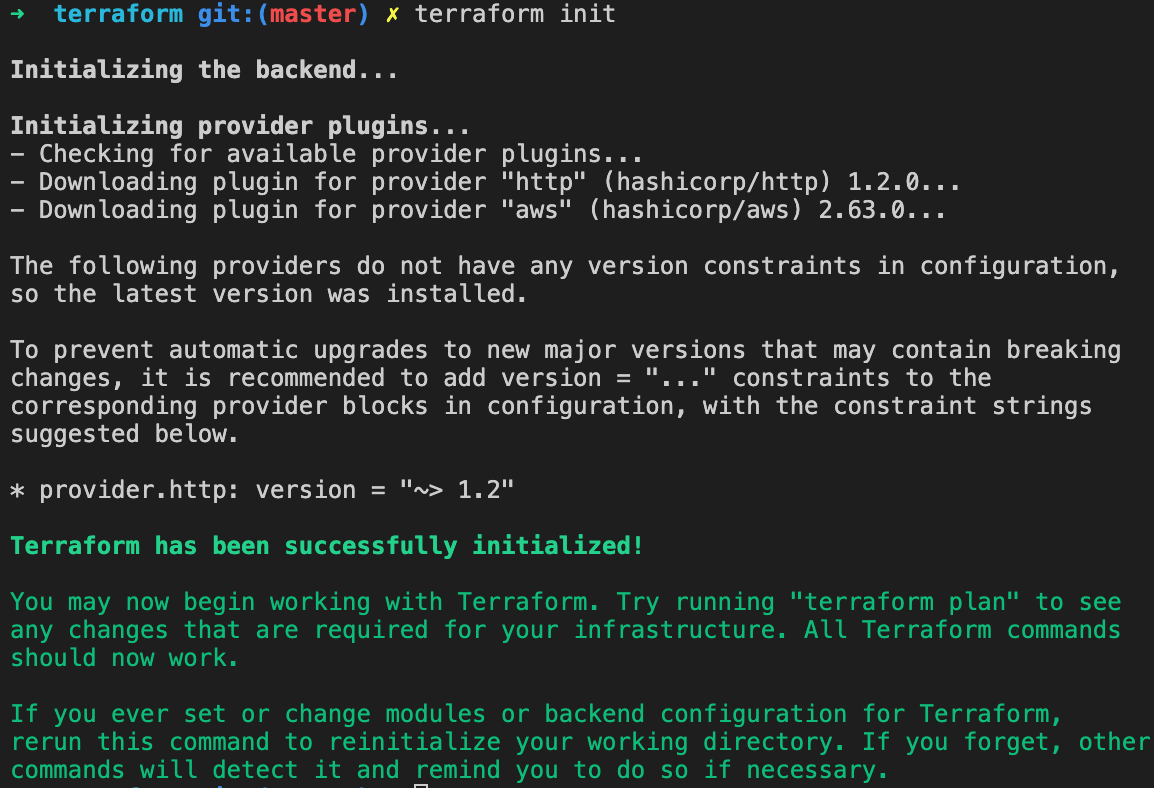 ➜  terraform git:(master) ✗ terraform init
Initializing the backend...
Initializing provider plugins...
- Checking for available provider plugins...
- Downloading plugin for provider "http" (hashicorp/http) 1.2.0...
- Downloading plugin for provider "aws" (hashicorp/aws) 2.63.0...
The following providers do not have any version constraints in configuration,
so the latest version was installed.
To prevent automatic upgrades to new major versions that may contain breaking
changes, it is recommended to add version = "..." constraints to the
corresponding provider blocks in configuration, with the constraint strings
suggested below.
* provider.http: version = "~> 1.2"
Terraform has been successfully initialized!
You may now begin working with Terraform. Try running "terraform plan" to see
any changes that are required for your infrastructure. All Terraform commands
should now work.
If you ever set or change modules or backend configuration for Terraform,
rerun this command to reinitialize your working directory. If you forget, other
commands will detect it and remind you to do so if necessary.